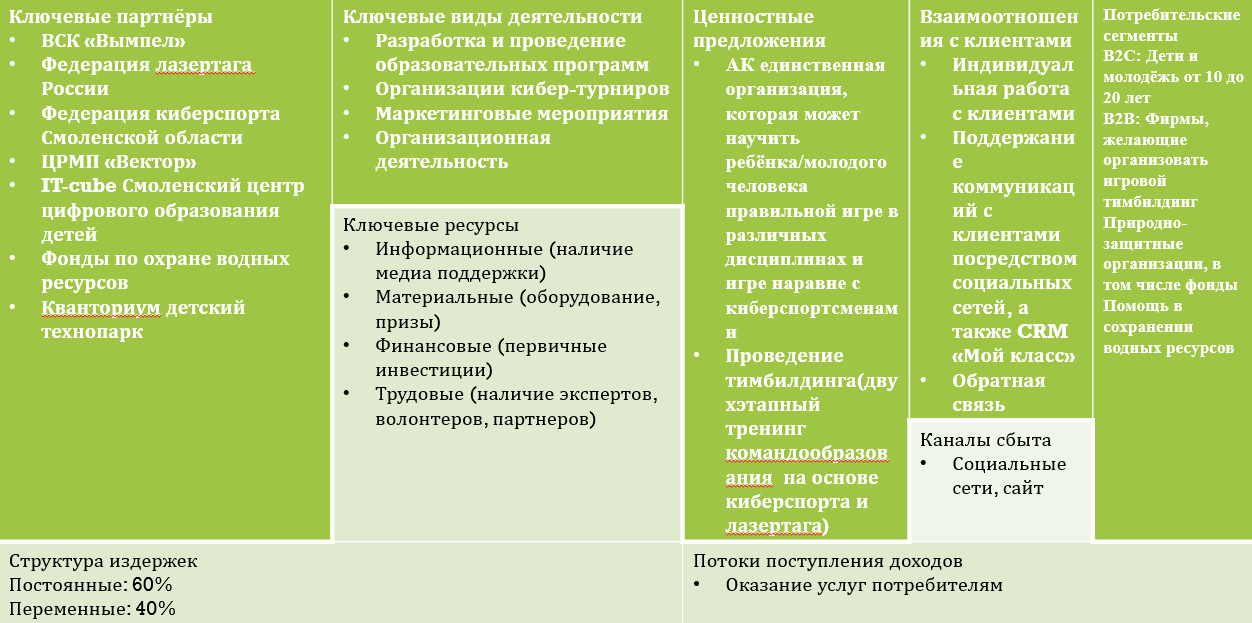 Ключевые партнёры
• ВСК «Вымпел»
• Федерация лазертага
России
• Федерация киберспорта
Смоленской области
• ЦРМП «Вектор»
• IT-cube Смоленский центр
цифрового образования
детей
• Фонды по охране водных
ресурсов
• Кванториум детский
технопарк
Ключевые виды деятельности
• Разработка и проведение
образовательных программ
• Организации кибер-турниров
• Маркетинговые мероприятия
• Организационная
деятельность
Ключевые ресурсы
• Информационные (наличие
медиа поддержки)
• Материальные (оборудование,
призы)
• Финансовые (первичные
инвестиции)
• Трудовые (наличие экспертов,
волонтеров, партнеров)
Ценностные
предложения
• АК единственная
организация,
которая может
научить
ребёнка/молодого
человека
правильной игре в
различных
дисциплинах и
игре наравне с
киберспортсменам
и
• Проведение
тимбилдинга(дву
хэтапный
тренинг
командообразов
ания на основе
киберспорта и
лазертага)
Взаимоотношен
ия с клиентами
• Индивидуал
ьная работа
с клиентами
• Поддержани
е
коммуникац
ий с
клиентами
посредством
социальных
сетей, а
также CRM
«Мой класс»
• Обратная
связь
Каналы сбыта
• Социальные
сети, сайт
Потребительские
сегменты
B2C: Дети и
молодёжь от 10 до
20 лет
B2B: Фирмы,
желающие
организовать
игровой
тимбилдинг
Природно-
защитные
организации, в
том числе фонды
Помощь в
сохранении
водных ресурсов
Структура издержек
Постоянные: 60%
Переменные: 40%
Потоки поступления доходов
• Оказание услуг потребителям